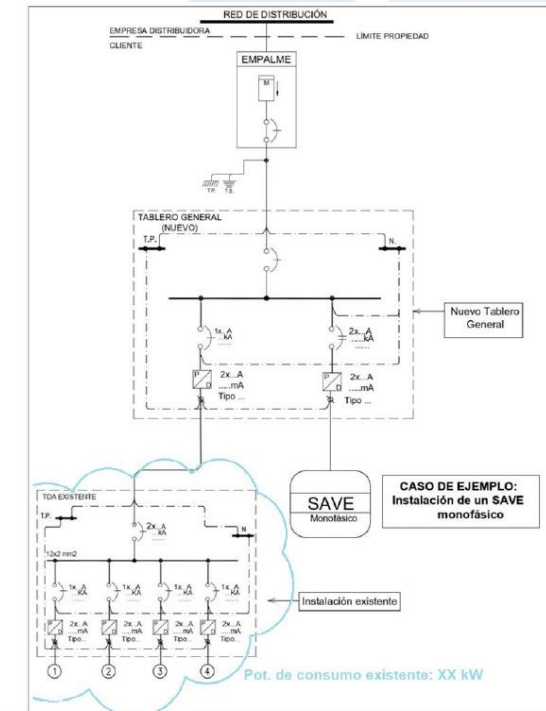 RED DE DISTRIBUCIÓN
EMPRESA DISTRIBUIDORA
LÍMITE PROPIEDAD
CLIENTE
EMPALME
M
T.P. T.S.
TABLERO GENERAL
(NUEVO)
T.P.
N.
1x...A
.....kA
2x...A
.....kA
......
Nuevo Tablero
General
P
D
2x...A
.....mA
Tipo ...
P
D
2x...A
.....mA
Tipo ...
SAVE
Monofásico
CASO DE EJEMPLO:
Instalación de un SAVE
monofásico
TDA EXISTENTE
T.P.
N
2x...A
...kA
12x2 mm2
1x...A
....KA
1x...A
....KA
1x...A
....KA
1x...A
....KA
P
D
2x...A
.....mA
Tipo...
P
D
2x...A
.....mA
Tipo...
P
D
2x...A
.....mA
Tipo...
P
D
2x...A
.....mA
Tipo...
Instalación existente
1 2 3 4
Pot. de consumo existente: XX kW